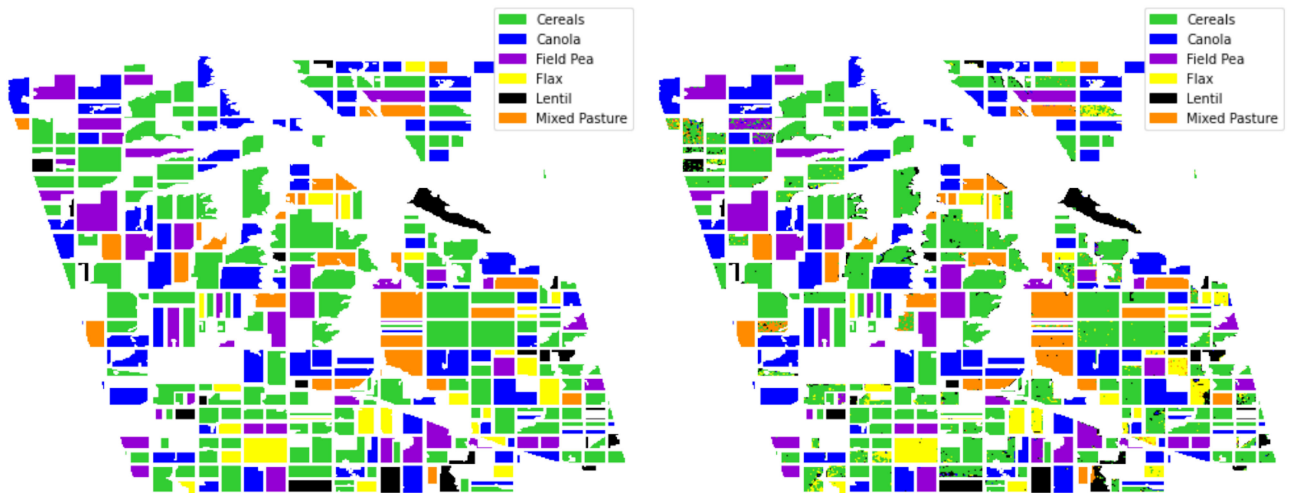 Cereals
Canola
Field Pea
Flax
Lentil
Mixed Pasture
Cereals
Canola
Field Pea
Flax
Lentil
Mixed Pasture